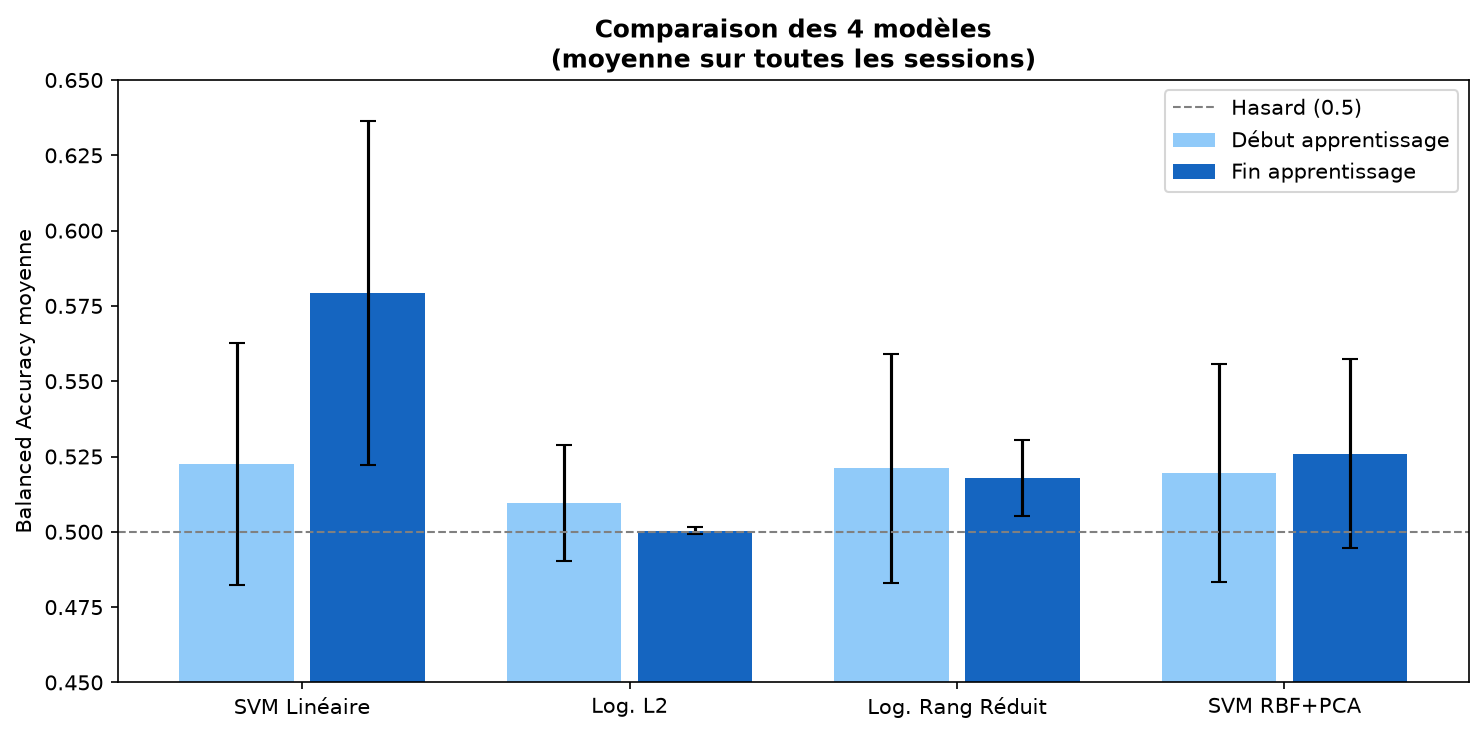 Comparaison des 4 modèles
(moyenne sur toutes les sessions)
Balanced Accuracy moyenne
0.650
0.625
0.600
0.575
0.550
0.525
0.500
0.475
0.450
Hasard (0.5)
Début apprentissage
Fin apprentissage
SVM Linéaire
Log. L2
Log. Rang Réduit
SVM RBF+PCA